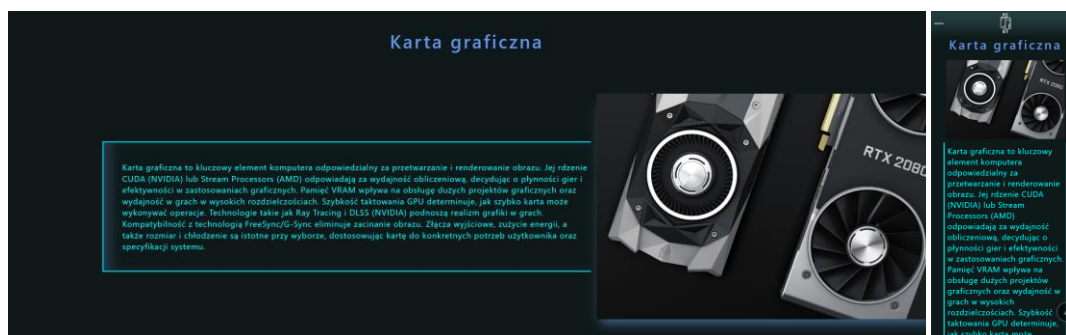 Karta graficzna
Karta graficzna to kluczowy element komputera odpowiedzialny za przetwarzanie i renderowanie obrazu. Jej rdzenie
CUDA (NVIDIA) lub Stream Processors (AMD) odpowiadają za wydajność obliczeniową, decydując o płynności gier i
efektywności w zastosowaniach graficznych. Pamięć VRAM wpływa na obsługę dużych projektów graficznych oraz
wydajność w grach w wysokich rozdzielczościach. Szybkość taktowania GPU determinuje, jak szybko karta może
wykonywać operacje. Technologie takie jak Ray Tracing i DLSS (NVIDIA) podnoszą realizm grafiki w grach.
Kompatybilność z technologią FreeSync/G-Sync eliminuje zacinanie obrazu. Złącza wyjściowe, zużycie energii, a
także rozmiar i chłodzenie są istotne przy wyborze, dostosowując kartę do konkretnych potrzeb użytkownika oraz
specyfikacji systemu.
RTX 2080
Karta graficzna
RTX 2080
Karta graficzna to kluczowy
element komputera
odpowiedzialny za
przetwarzanie i renderowanie
obrazu. Jej rdzenie CUDA
(NVIDIA) lub Stream
Processors (AMD)
odpowiadają za wydajność
obliczeniową, decydując o
płynności gier i efektywności
w zastosowaniach graficznych.
Pamięć VRAM wpływa na
obsługę dużych projektów
graficznych oraz wydajność w
grach w wysokich
rozdzielczościach. Szybkość
taktowania GPU determinuje,
jak szybko karta może